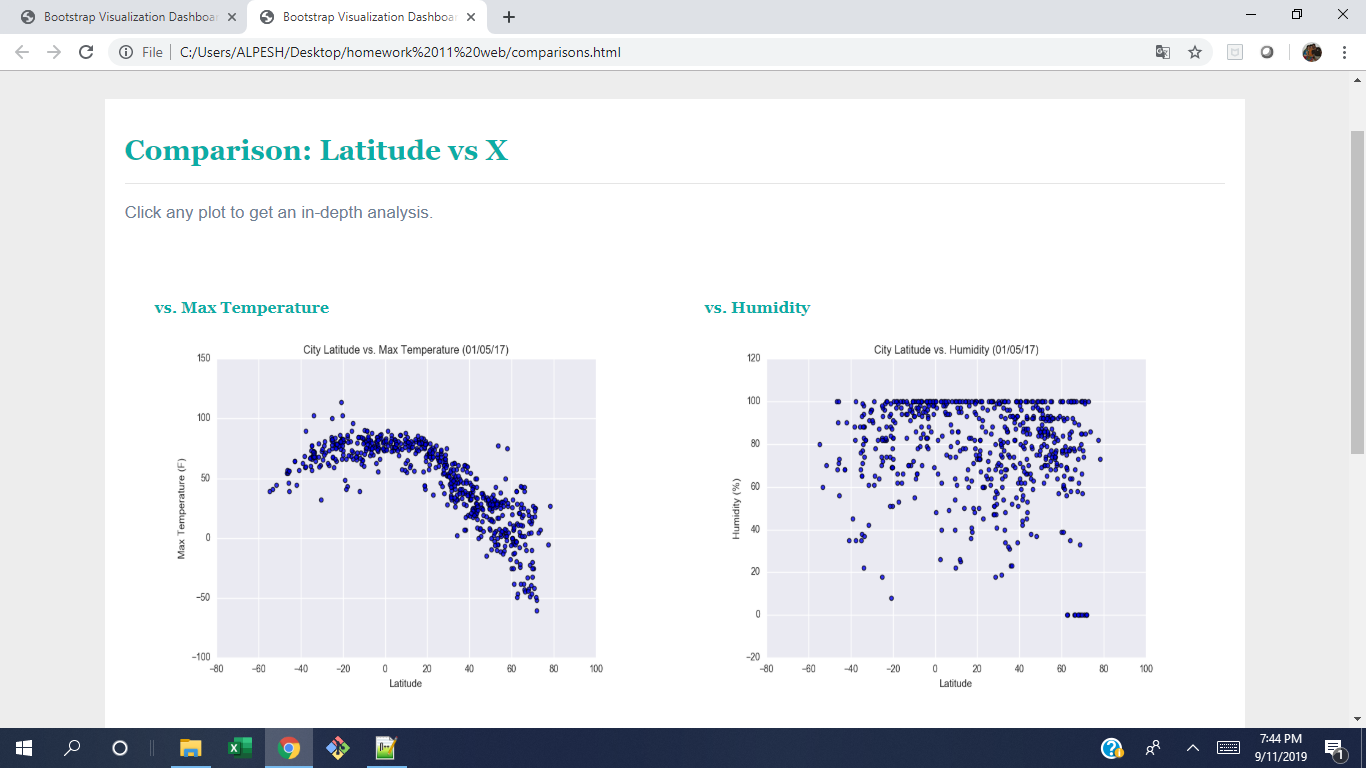 Bootstrap Visualization Dashboar
Bootstrap Visualization Dashboar
File
C:/Users/ALPESH/Desktop/homework%2011%20web/comparisons.html
Comparison: Latitude vs X
Click any plot to get an in-depth analysis.
vs. Max Temperature
vs. Humidity
City Latitude vs. Max Temperature (01/05/17)
150
100
50
0
−50
−100
Max Temperature (F)
−80 −60 −40 −20 0 20 40 60 80 100
Latitude
City Latitude vs. Humidity (01/05/17)
120
100
80
60
40
20
0
−20
Humidity (%)
−80 −60 −40 −20 0 20 40 60 80 100
Latitude
7:44 PM
9/11/2019
1